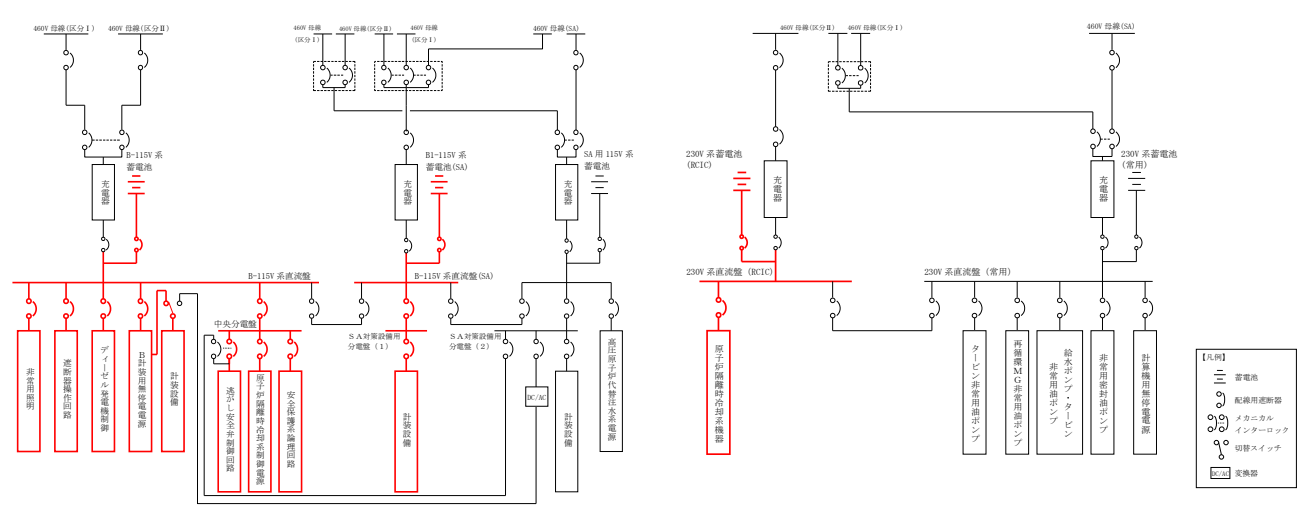 460V 母線(区分Ⅰ)
460V 母線(区分Ⅱ)
460V 母線
(区分Ⅰ)
460V 母線(区分Ⅱ)
460V 母線
(区分Ⅰ)
460V 母線(SA)
460V 母線(区分Ⅱ)
460V 母線(区分Ⅰ)
460V 母線(SA)
B-115V 系
蓄電池
B1-115V 系
蓄電池(SA)
SA 用 115V 系
蓄電池
230V 系蓄電池
(RCIC)
230V 系蓄電池
(常用)
充電器
充電器
充電器
充電器
充電器
B-115V 系直流盤
B-115V 系直流盤(SA)
230V 系直流盤 (RCIC)
230V 系直流盤 (常用)
中央分電盤
SA対策設備用
分電盤(1)
SA対策設備用
分電盤(2)
非常用照明
遮断器操作回路
ディーゼル発電機制御
B計装用無停電電源
計装設備
逃がし安全弁制御回路
原子炉隔離時冷却系制御電源
安全保護系論理回路
計装設備
DC/AC
計装設備
高圧原子炉代替注水系電源
原子炉隔離時冷却系機器
タービン非常用油ポンプ
再循環MG非常用油ポンプ
給水ポンプ・タービン
非常用油ポンプ
非常用密封油ポンプ
計算機用無停電電源
【凡例】
蓄電池
配線用遮断器
メカニカル
インターロック
切替スイッチ
DC/AC
変換器